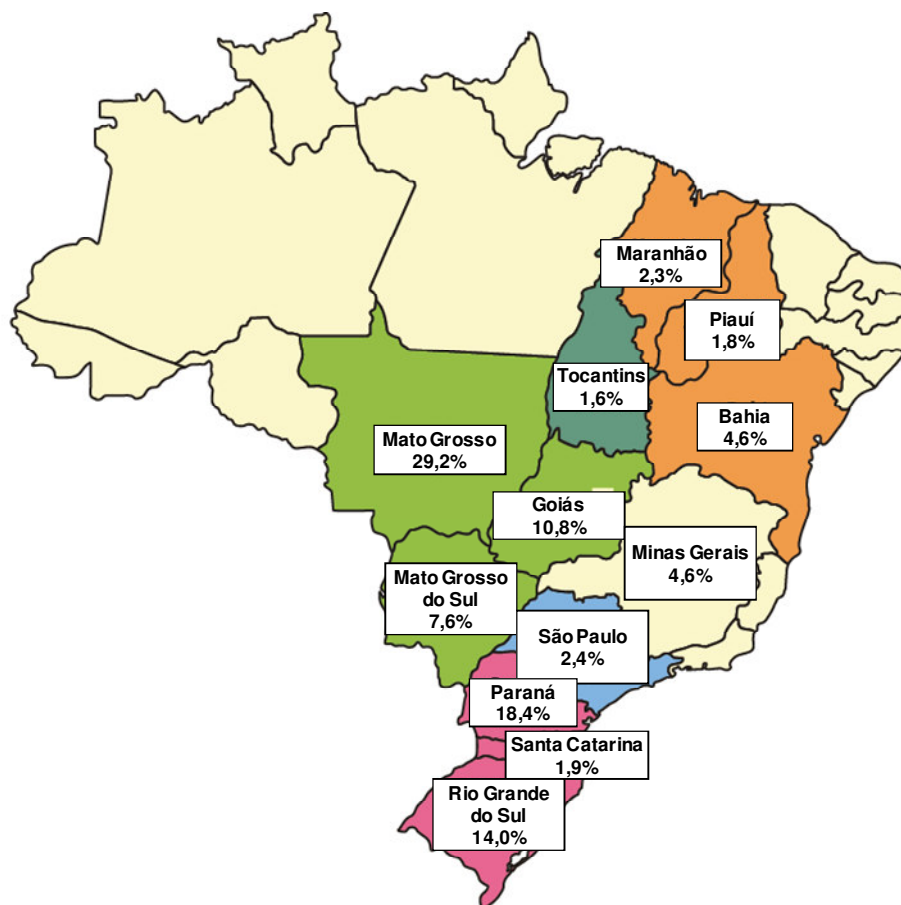 Maranhão
2,3%
Piauí
1,8%
Tocantins
1,6%
Bahia
4,6%
Mato Grosso
29,2%
Goiás
10,8%
Minas Gerais
4,6%
Mato Grosso
do Sul
7,6%
São Paulo
2,4%
Paraná
18,4%
Santa Catarina
1,9%
Rio Grande
do Sul
14,0%